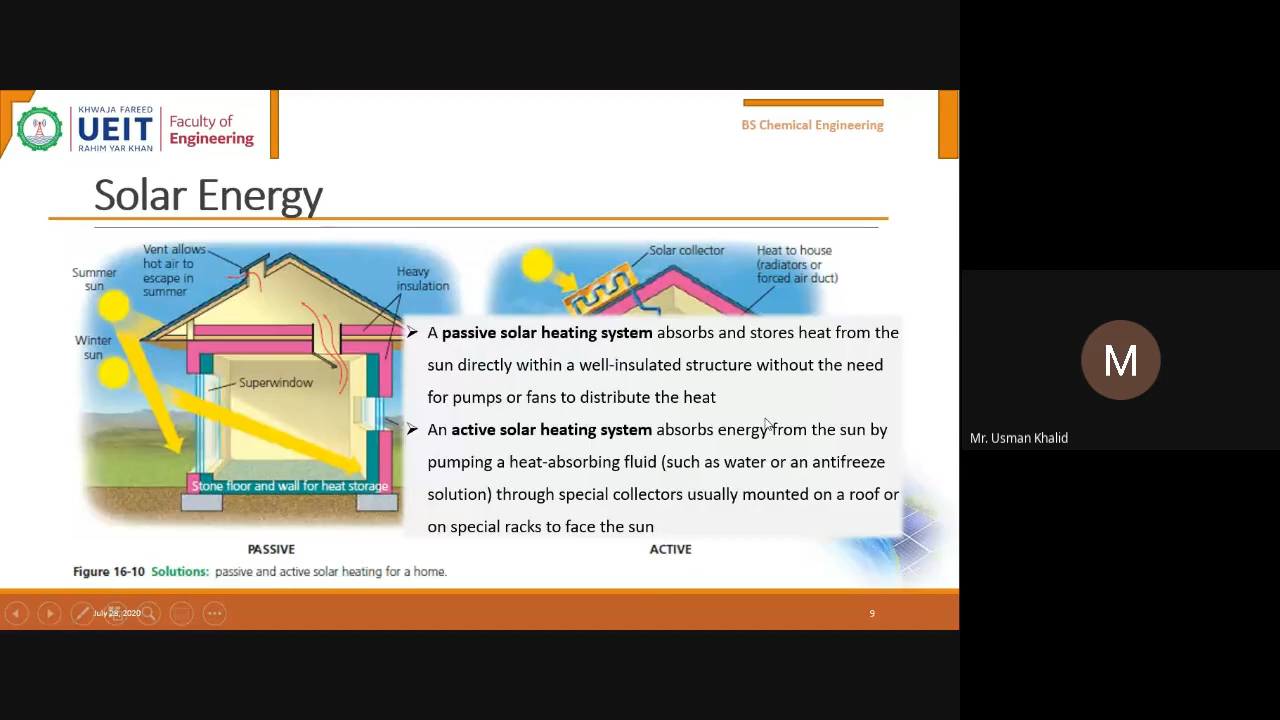 KHWAJA FAREED
UEIT
RAHIM YAR KHAN
Faculty of
Engineering
BS Chemical Engineering
Solar Energy
Vent allows
hot air to
escape in
summer
Summer
sun
Heavy
insulation
Winter
sun
Superwindow
Stone floor and wall for heat storage
Solar collector
Heat to house
(radiators or
forced air duct)
➢ A passive solar heating system absorbs and stores heat from the
sun directly within a well-insulated structure without the need
for pumps or fans to distribute the heat
➢ An active solar heating system absorbs energy from the sun by
pumping a heat-absorbing fluid (such as water or an antifreeze
solution) through special collectors usually mounted on a roof or
on special racks to face the sun
PASSIVE
ACTIVE
Figure 16-10 Solutions: passive and active solar heating for a home.
July 28, 2020
9
M
Mr. Usman Khalid